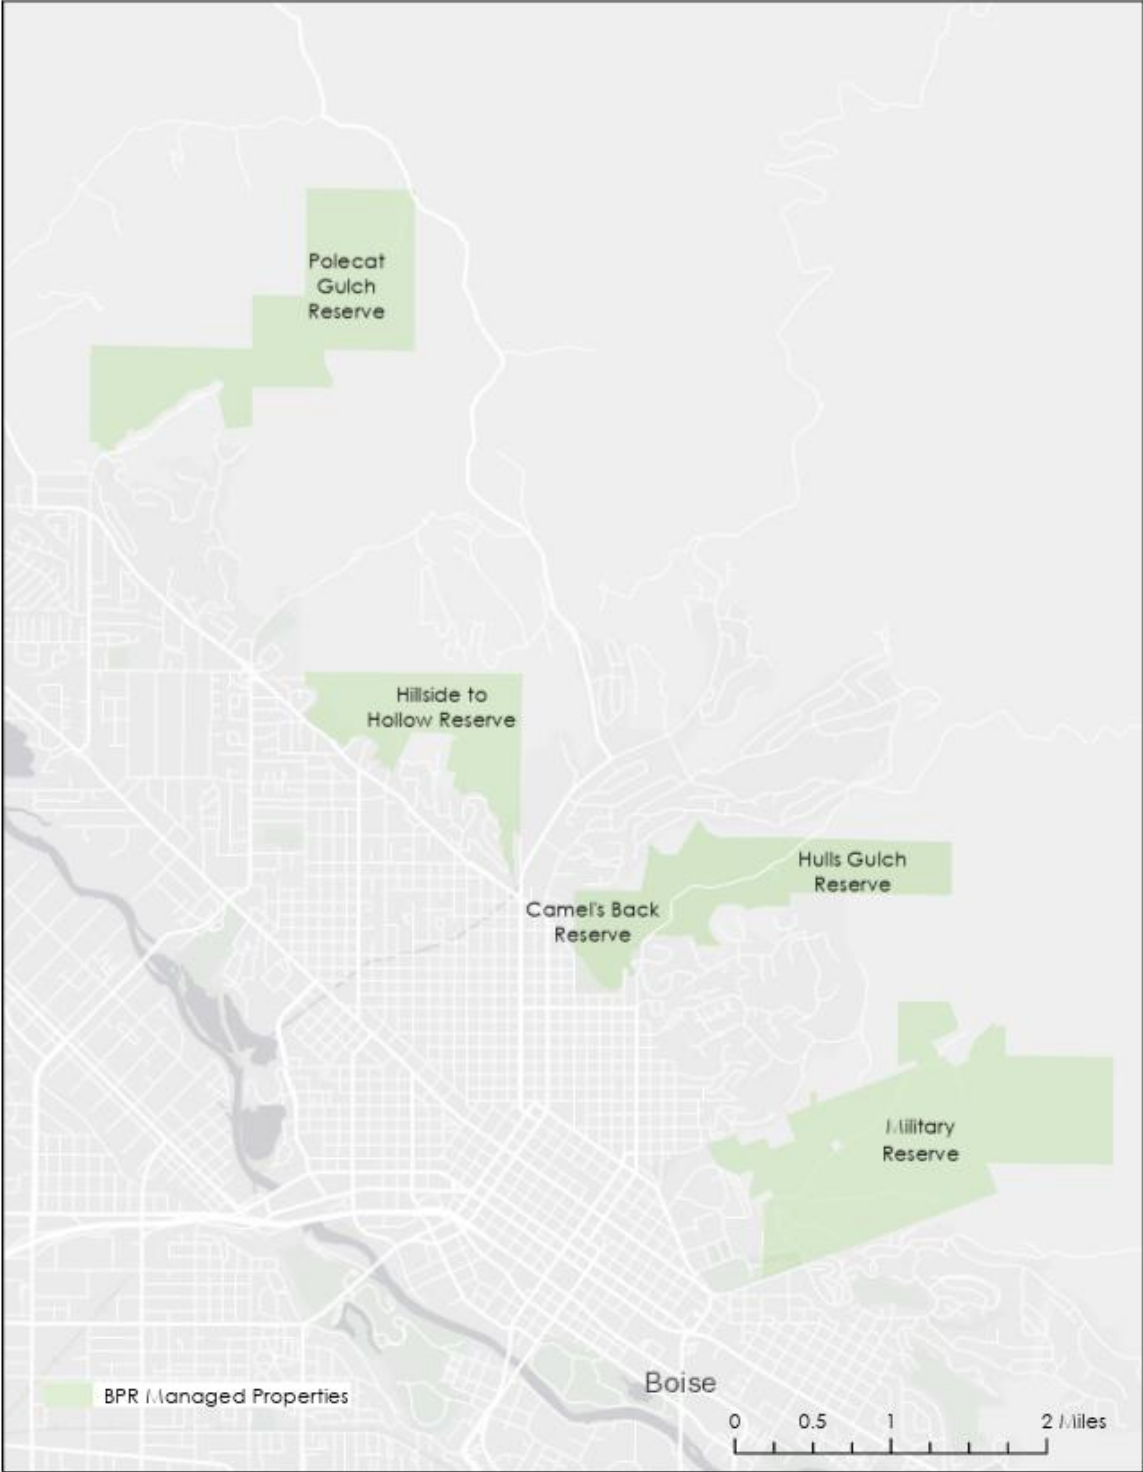 Polecat
Gulch
Reserve
Hillside to
Hollow Reserve
Hulls Gulch
Reserve
Camel's Back
Reserve
Military
Reserve
Boise
BPR Managed Properties
0 0.5 1 2 Miles